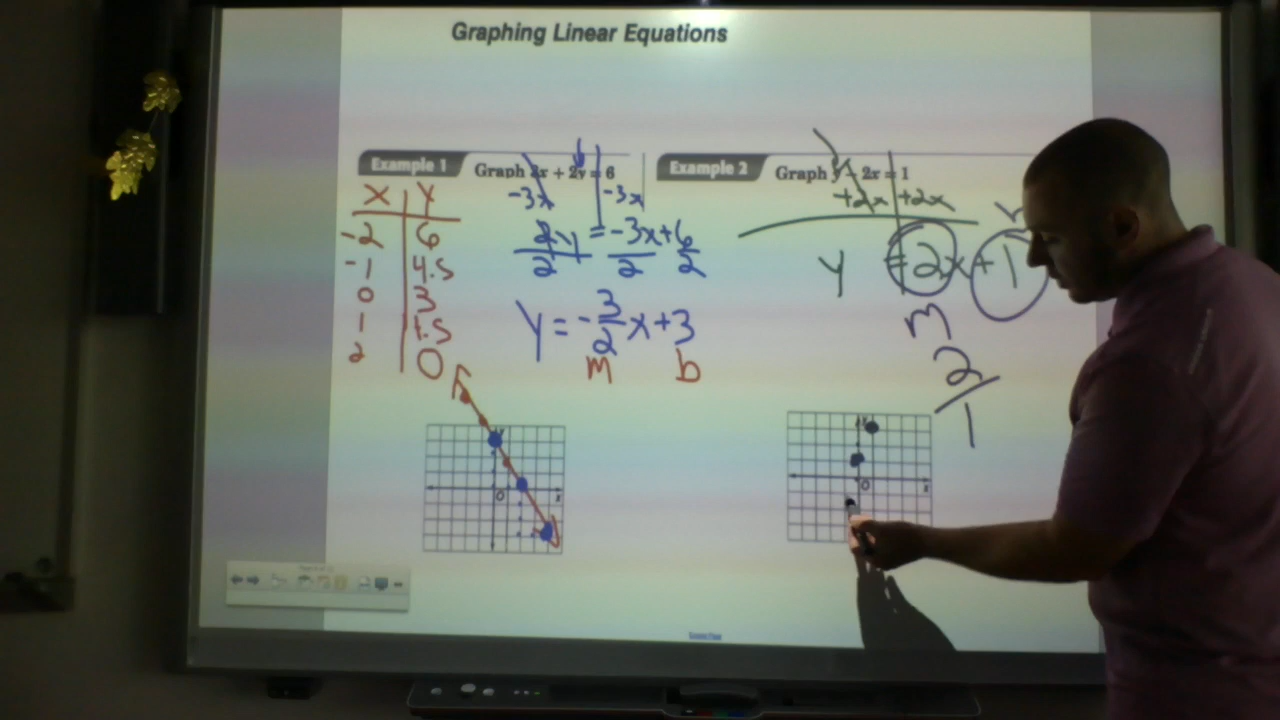 Graphing Linear Equations
Example 1 Graph 3x + 2y = 6
-3x -3x
2y = -3x+6
2 2 2
y = -3/2 x+3
m b
X Y
-2 6
-1 4.5
0 3
1 1.5
2 0
y
O x
Example 2 Graph y - 2x = 1
+2x +2x
y = 2x+1
m
2
1
y
O x